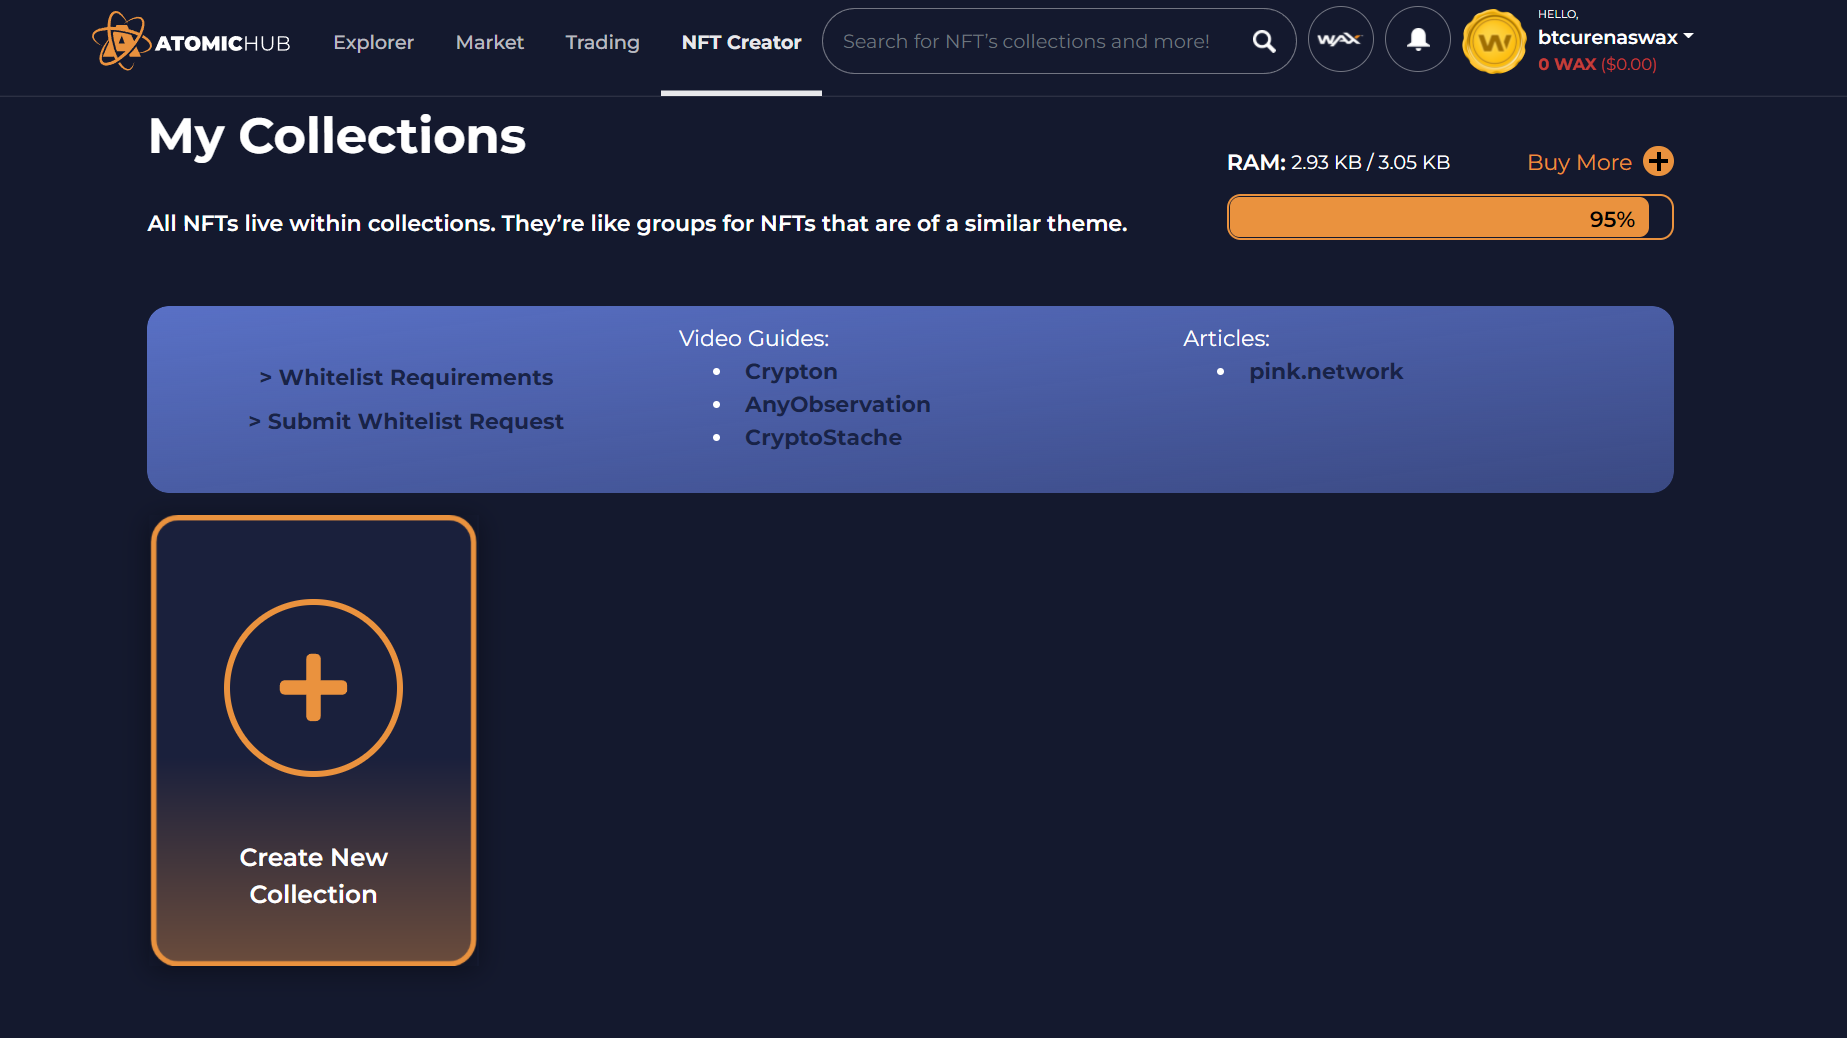 ATOMICHUB
Explorer
Market
Trading
NFT Creator
Search for NFT's collections and more!
WAX
W
HELLO,
btcurenaswax
0 WAX ($0.00)
My Collections
RAM: 2.93 KB / 3.05 KB
Buy More
All NFTs live within collections. They’re like groups for NFTs that are of a similar theme.
95%
> Whitelist Requirements
> Submit Whitelist Request
Video Guides:
• Crypton
• AnyObservation
• CryptoStache
Articles:
• pink.network
Create New
Collection